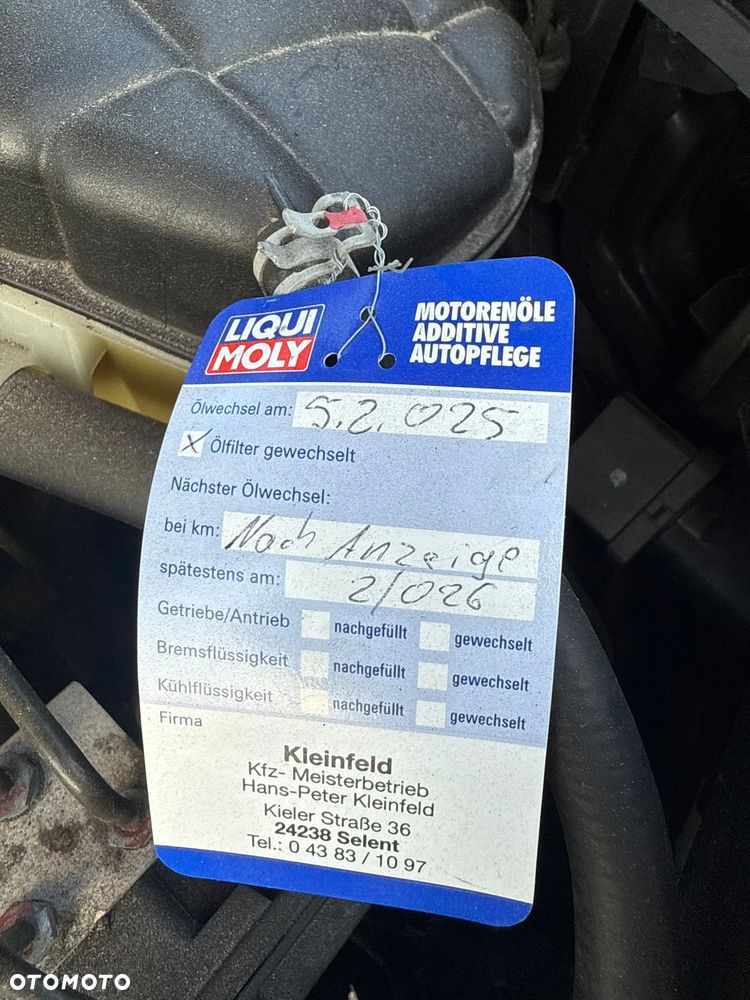 LIQUI
MOLY
MOTORENÖLE
ADDITIVE
AUTOPFLEGE
Ölwechsel am: 5.2.025
X Ölfilter gewechselt
Nächster Ölwechsel:
bei km: Nach Anzeige
spätestens am: 2/026
Getriebe/Antrieb nachgefüllt gewechselt
Bremsflüssigkeit nachgefüllt gewechselt
Kühlflüssigkeit nachgefüllt gewechselt
Firma
Kleinfeld
Kfz- Meisterbetrieb
Hans-Peter Kleinfeld
Kieler Straße 36
24238 Selent
Tel.: 0 43 83 / 10 97
OTOMOTO